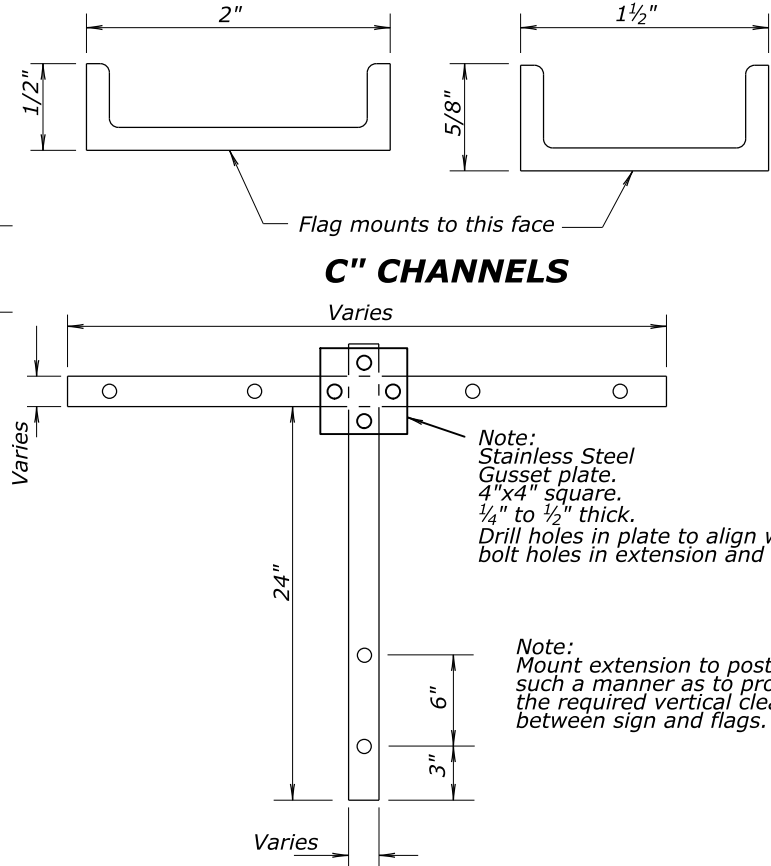 2"
1½"
1/2"
5/8"
Flag mounts to this face
C" CHANNELS
Varies
Varies
Note:
Stainless Steel
Gusset plate.
4"x4" square.
¼" to ½" thick.
Drill holes in plate to align
bolt holes in extension and
24"
Note:
Mount extension to post
such a manner as to
the required vertical
between sign and flags.
6"
3"
Varies